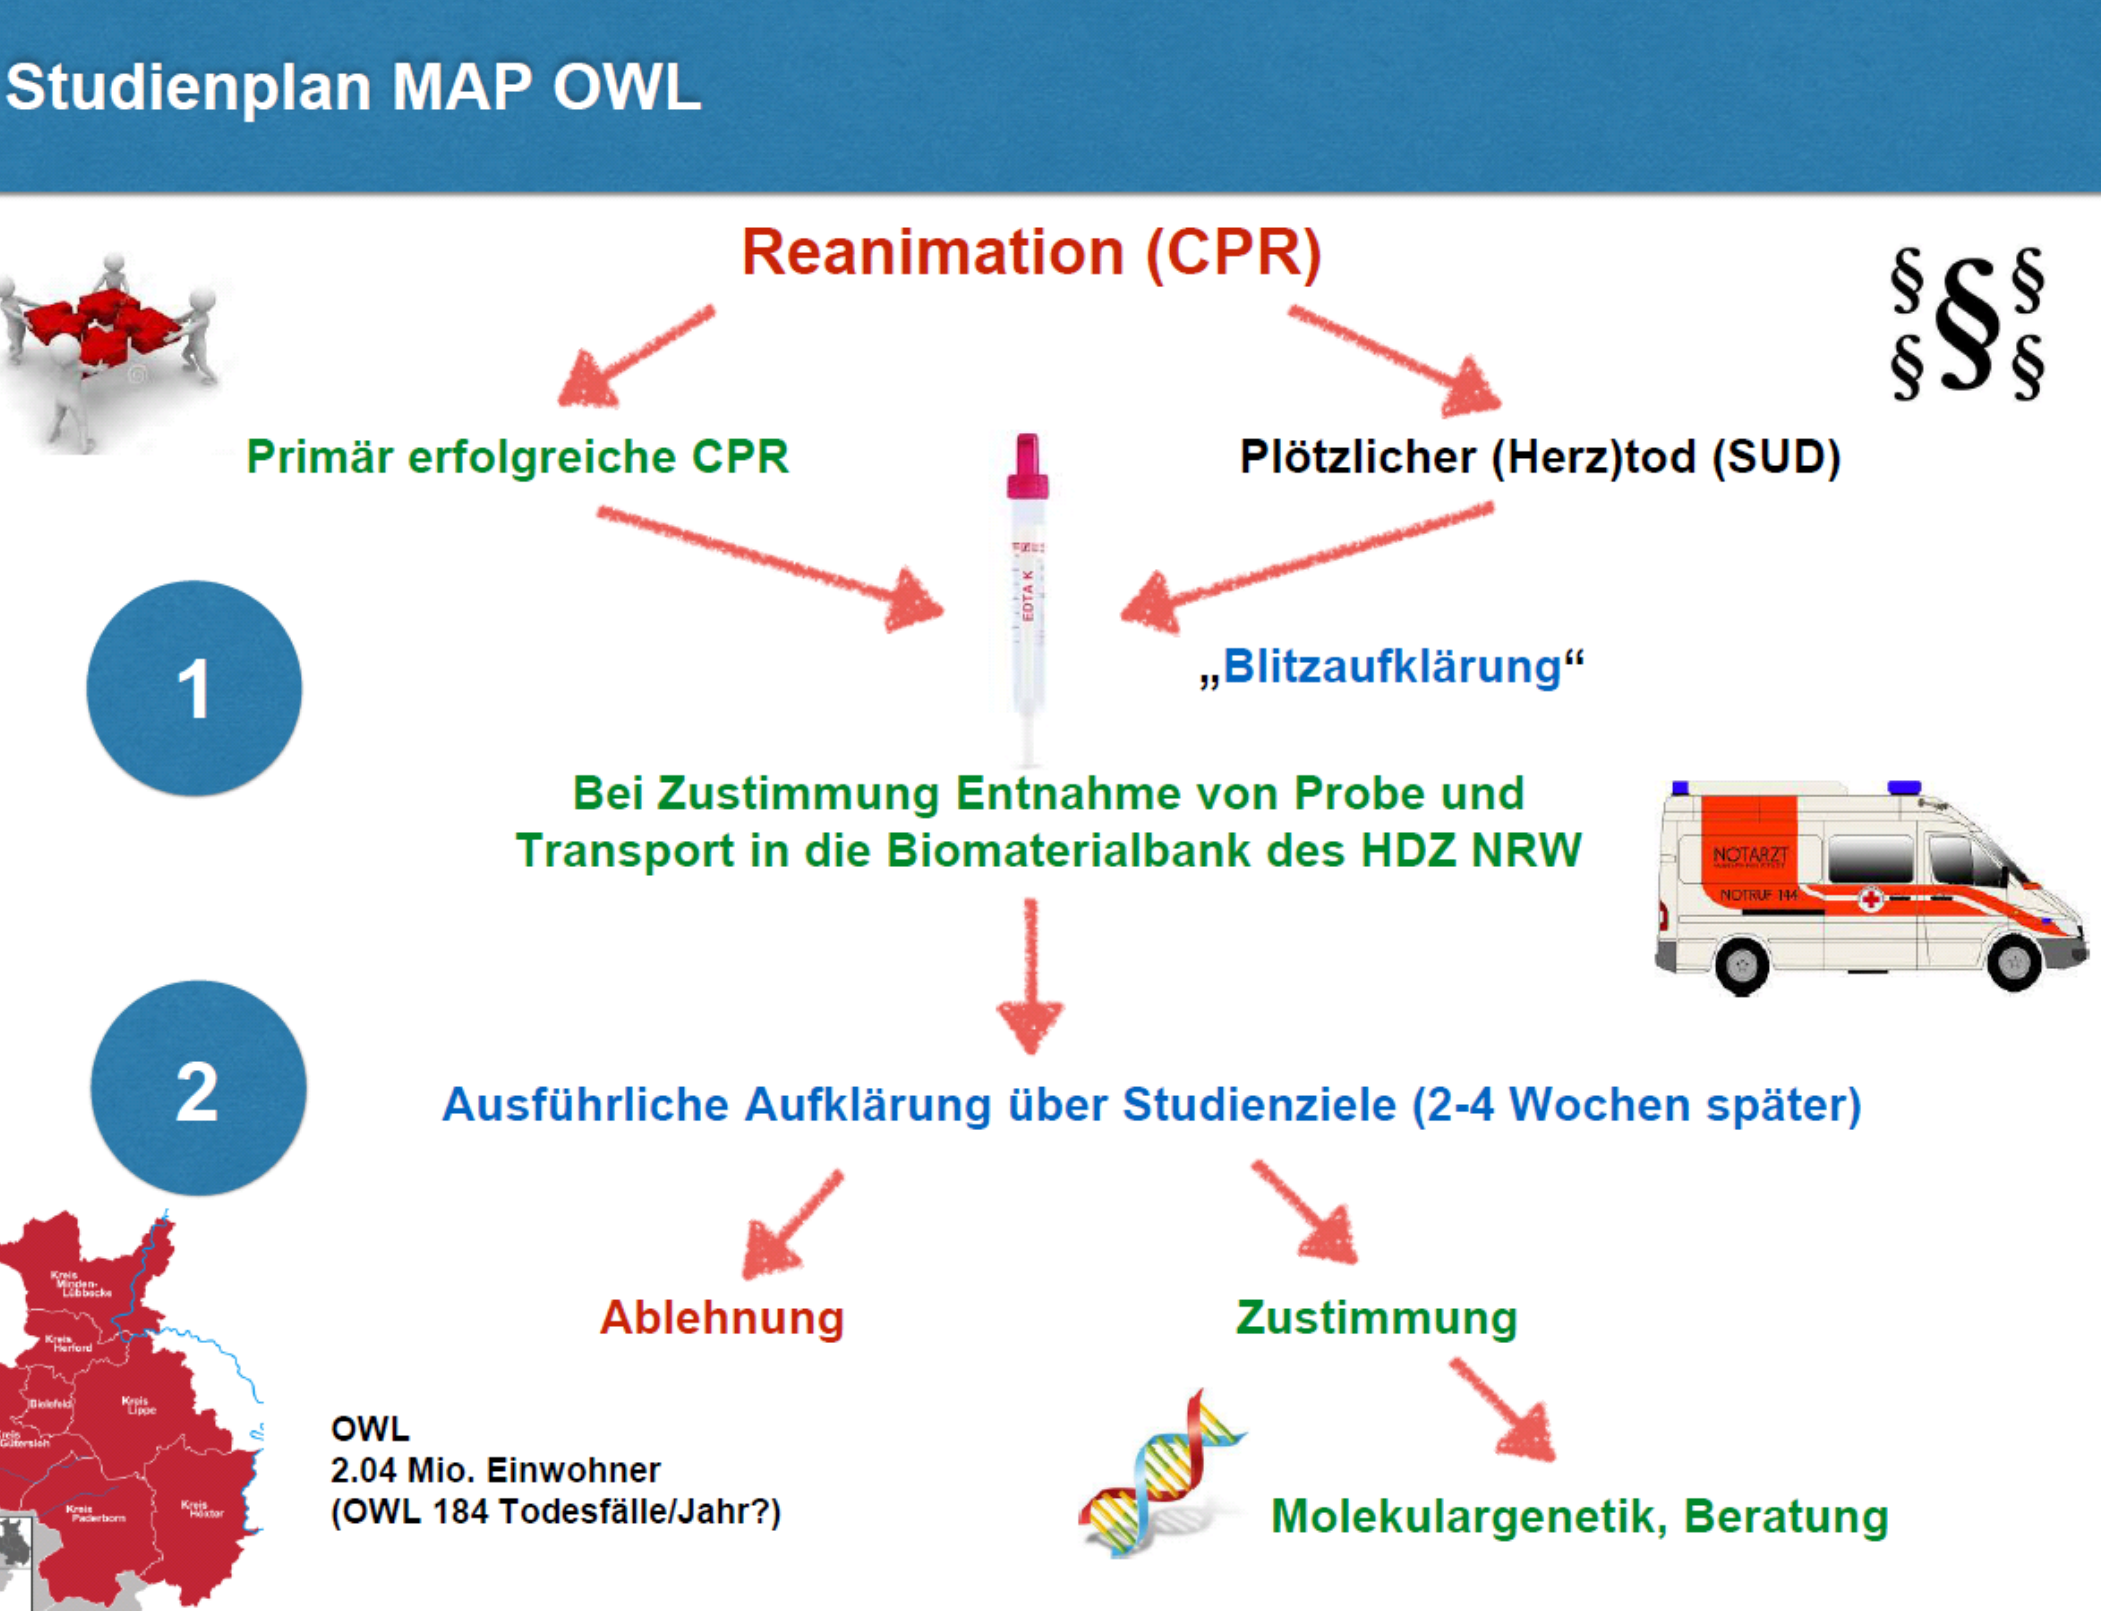 Studienplan MAP OWL
Reanimation (CPR)
§ § §
§ §
Primär erfolgreiche CPR
Plötzlicher (Herz)tod (SUD)
EDTA K
1
„Blitzaufklärung“
Bei Zustimmung Entnahme von Probe und
Transport in die Biomaterialbank des HDZ NRW
NOTARZT
NOTRUF 144
2
Ausführliche Aufklärung über Studienziele (2-4 Wochen später)
Ablehnung
Zustimmung
Kreis
Minden-
Lübbecke
Kreis
Herford
Bielefeld
Kreis
Lippe
Gütersloh
Kreis
Paderborn
Kreis
Höxter
OWL
2.04 Mio. Einwohner
(OWL 184 Todesfälle/Jahr?)
Molekulargenetik, Beratung